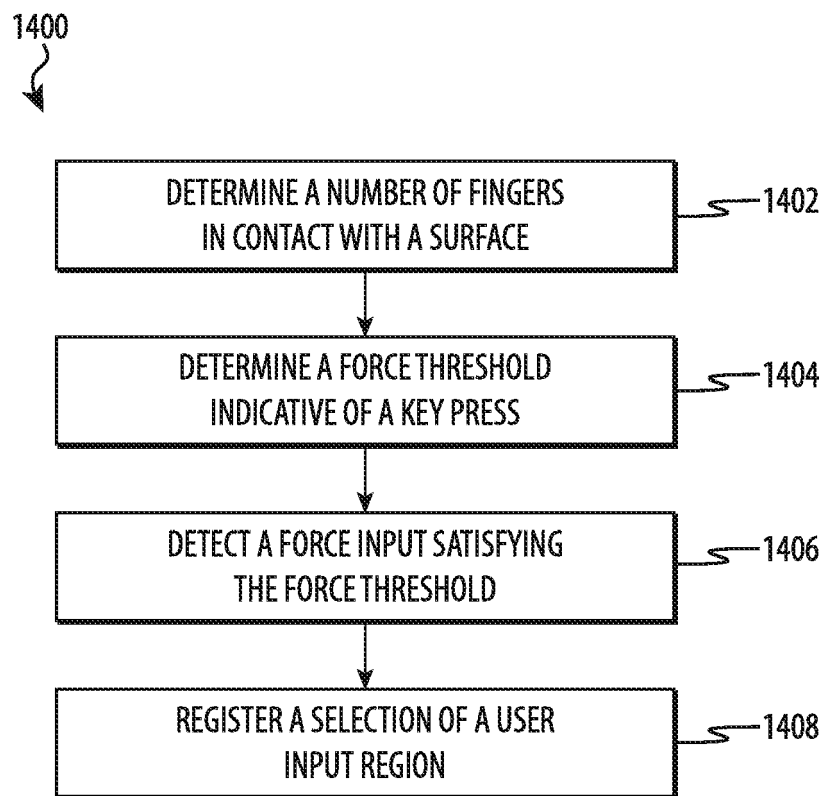 1400
DETERMINE A NUMBER OF FINGERS
IN CONTACT WITH A SURFACE
1402
DETERMINE A FORCE THRESHOLD
INDICATIVE OF A KEY PRESS
1404
DETECT A FORCE INPUT SATISFYING
THE FORCE THRESHOLD
1406
REGISTER A SELECTION OF A USER
INPUT REGION
1408